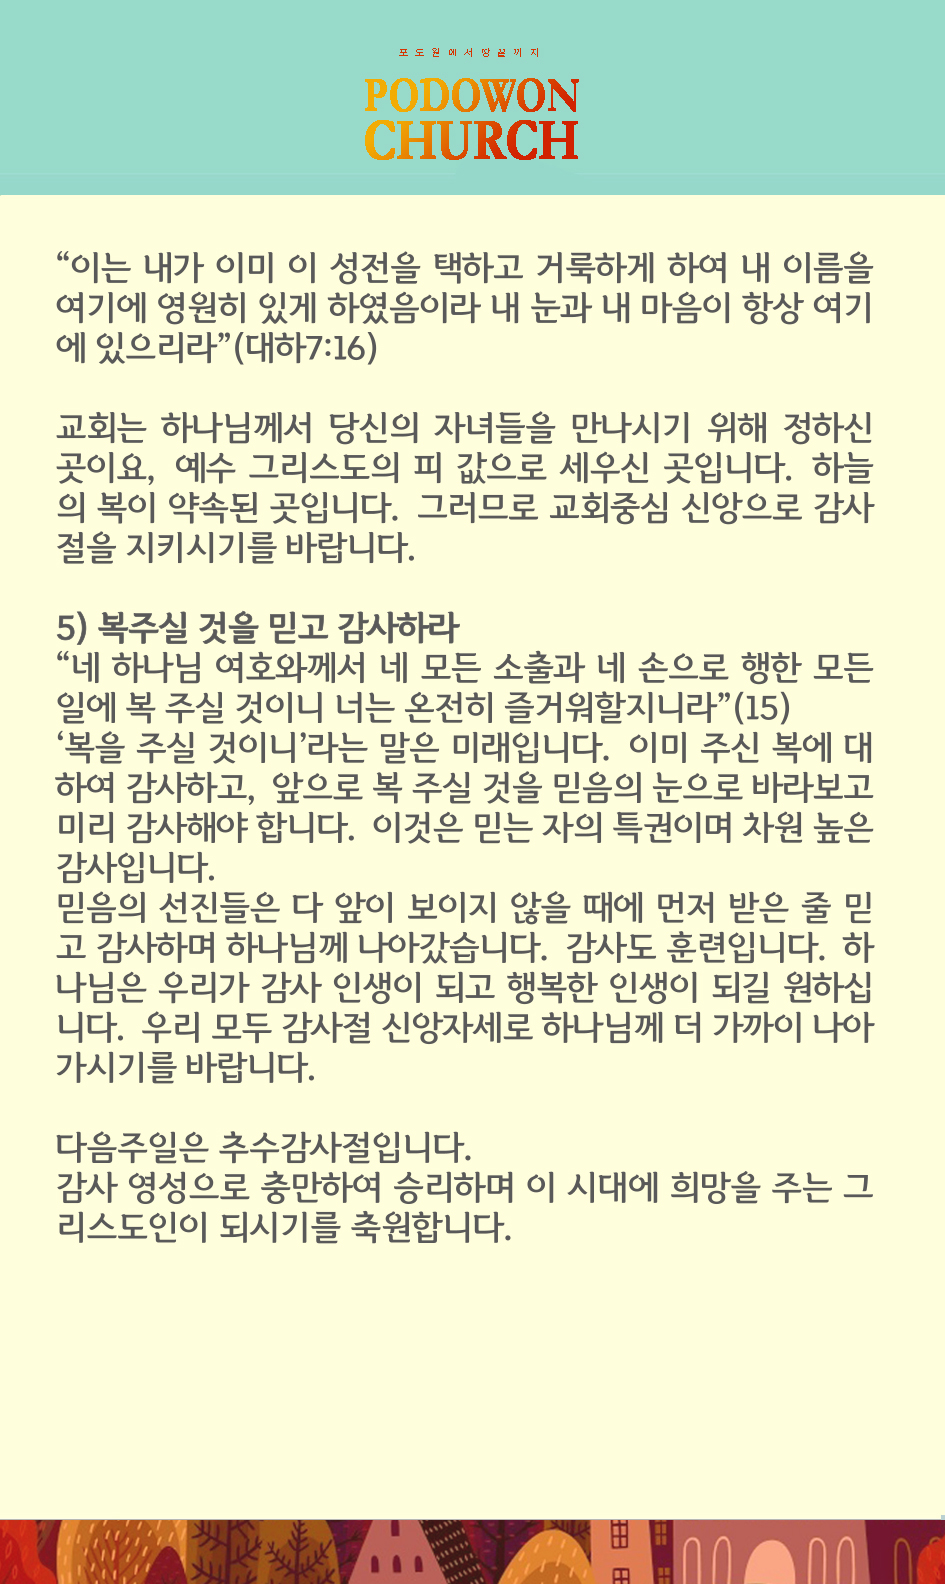 포도원에서땅끝까지
PODOWON
CHURCH
“이는 내가 이미 이 성전을 택하고 거룩하게 하여 내 이름을
여기에 영원히 있게 하였음이라 내 눈과 내 마음이 항상 여기
에 있으리라”(대하7:16)
교회는 하나님께서 당신의 자녀들을 만나시기 위해 정하신
곳이요, 예수 그리스도의 피 값으로 세우신 곳입니다. 하늘
의 복이 약속된 곳입니다. 그러므로 교회중심 신앙으로 감사
절을 지키시기를 바랍니다.
5) 복주실 것을 믿고 감사하라
“네 하나님 여호와께서 네 모든 소출과 네 손으로 행한 모든
일에 복 주실 것이니 너는 온전히 즐거워할지니라”(15)
‘복을 주실 것이니’라는 말은 미래입니다. 이미 주신 복에 대
하여 감사하고, 앞으로 복 주실 것을 믿음의 눈으로 바라보고
미리 감사해야 합니다. 이것은 믿는 자의 특권이며 차원 높은
감사입니다.
믿음의 선진들은 다 앞이 보이지 않을 때에 먼저 받은 줄 믿
고 감사하며 하나님께 나아갔습니다. 감사도 훈련입니다. 하
나님은 우리가 감사 인생이 되고 행복한 인생이 되길 원하십
니다. 우리 모두 감사절 신앙자세로 하나님께 더 가까이 나아
가시기를 바랍니다.
다음주일은 추수감사절입니다.
감사 영성으로 충만하여 승리하며 이 시대에 희망을 주는 그
리스도인이 되시기를 축원합니다.